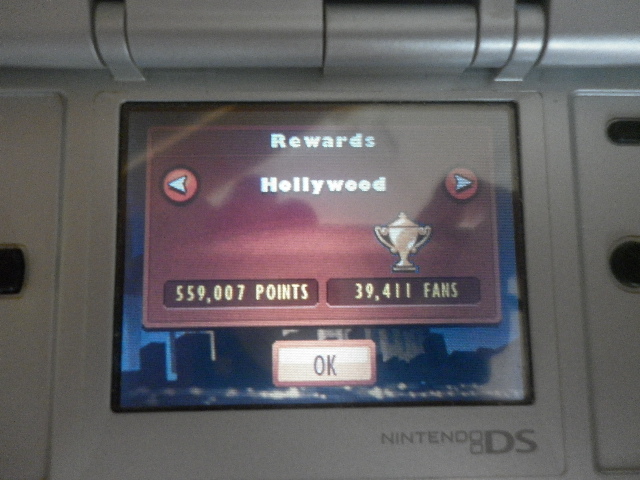 Rewards
Hollywood
559,007 POINTS
39,411 FANS
OK
NINTENDO DS